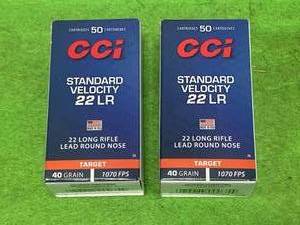 CARTRIDGES 50 CARTOUCHES
CCI
STANDARD
VELOCITY
22 LR
22 LONG RIFLE
LEAD ROUND NOSE
TARGET
40 GRAIN 1070 FPS
CARTRIDGES 50 CARTOUCHES
CCI
STANDARD
VELOCITY
22 LR
22 LONG RIFLE
LEAD ROUND NOSE
TARGET
40 GRAIN 1070 FPS